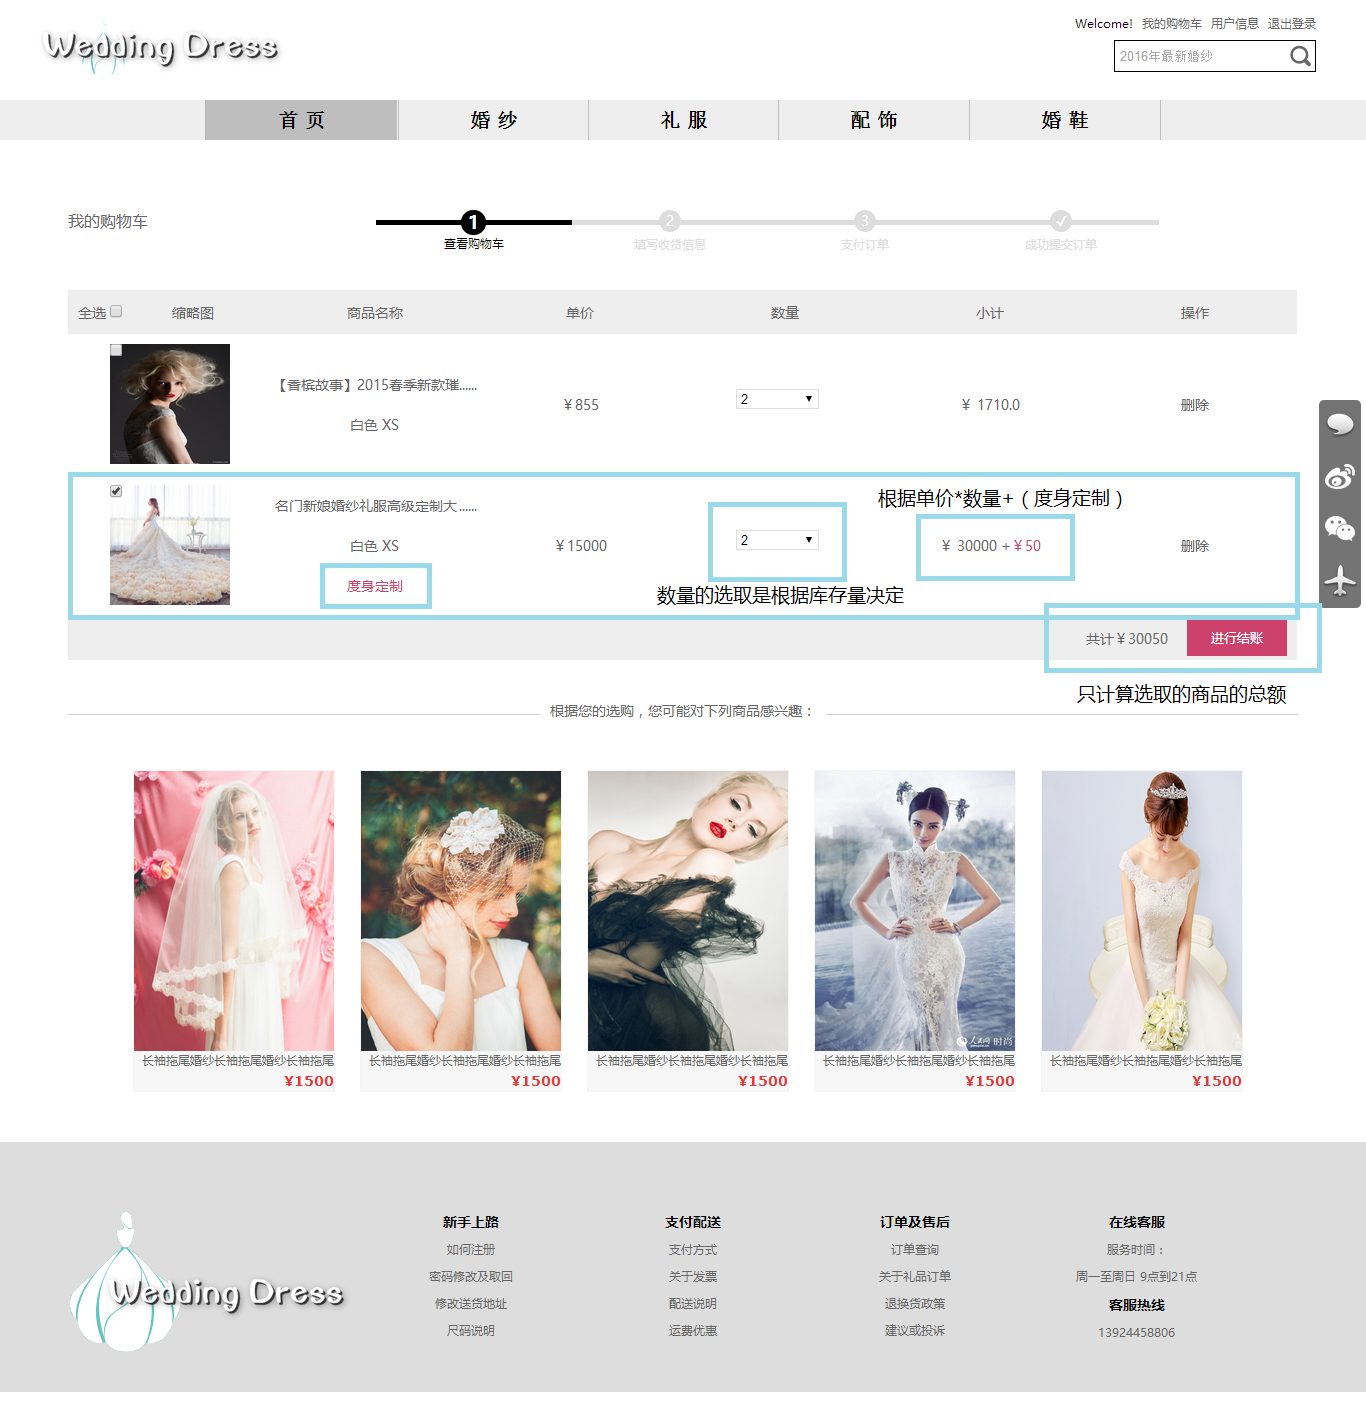 Wedding Dress
Welcome! 我的购物车 用户信息 退出登录
2016年最新婚纱
首 页 婚 纱 礼 服 配 饰 婚 鞋
我的购物车
1 2 3
查看购物车 填写收货信息 支付订单 成功提交订单
全选 缩略图 商品名称 单价 数量 小计 操作
【香槟故事】2015春季新款璀......
白色 XS
￥855 2 ￥ 1710.0 删除
根据单价*数量+（度身定制）
名门新娘婚纱礼服高级定制大......
白色 XS
￥15000 2 ￥ 30000 +￥50 删除
度身定制
数量的选取是根据库存量决定
共计￥30050 进行结账
只计算选取的商品的总额
根据您的选购，您可能对下列商品感兴趣：
人民网 时尚
长袖拖尾婚纱长袖拖尾婚纱长袖拖尾 长袖拖尾婚纱长袖拖尾婚纱长袖拖尾 长袖拖尾婚纱长袖拖尾婚纱长袖拖尾 长袖拖尾婚纱长袖拖尾婚纱长袖拖尾 长袖拖尾婚纱长袖拖尾婚纱长袖拖尾
¥1500 ¥1500 ¥1500 ¥1500 ¥1500
Wedding Dress
新手上路 支付配送 订单及售后 在线客服
如何注册 支付方式 订单查询 服务时间：
密码修改及取回 关于发票 关于礼品订单 周一至周日 9点到21点
修改送货地址 配送说明 退换货政策 客服热线
尺码说明 运费优惠 建议或投诉 13924458806